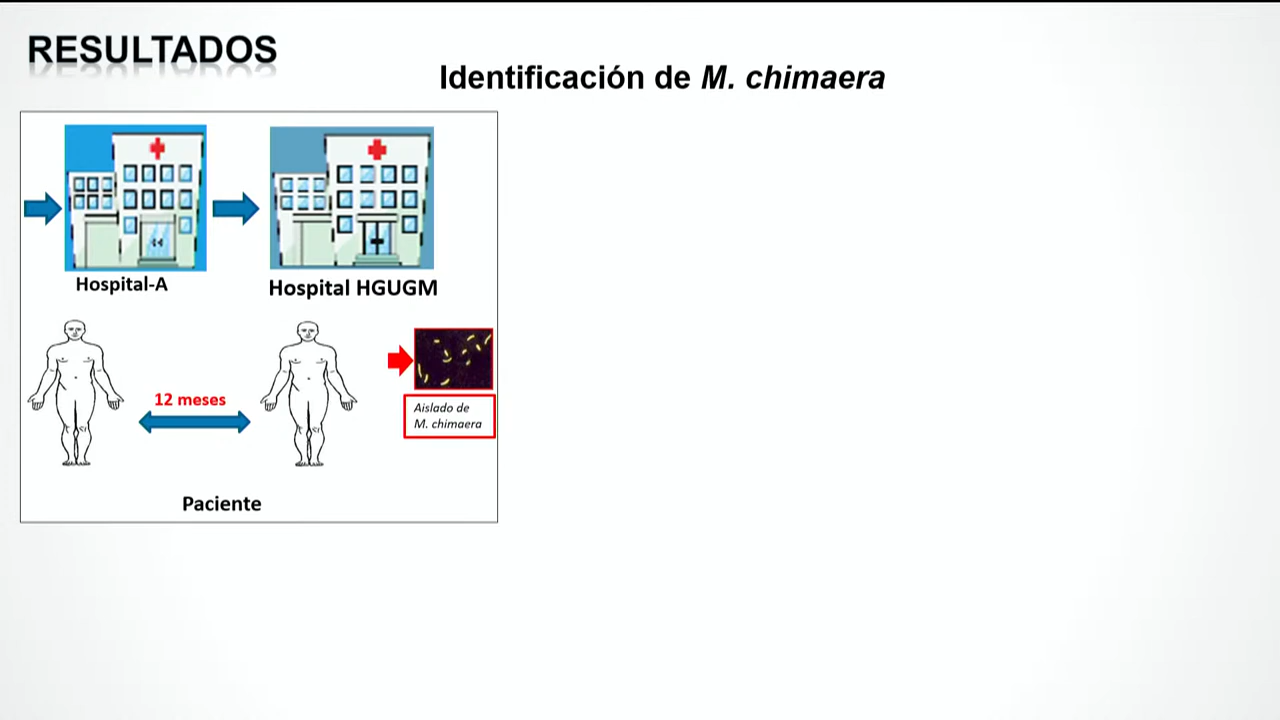 RESULTADOS
Identificación de M. chimaera
Hospital-A
Hospital HGUGM
12 meses
Aislado de
M. chimaera
Paciente